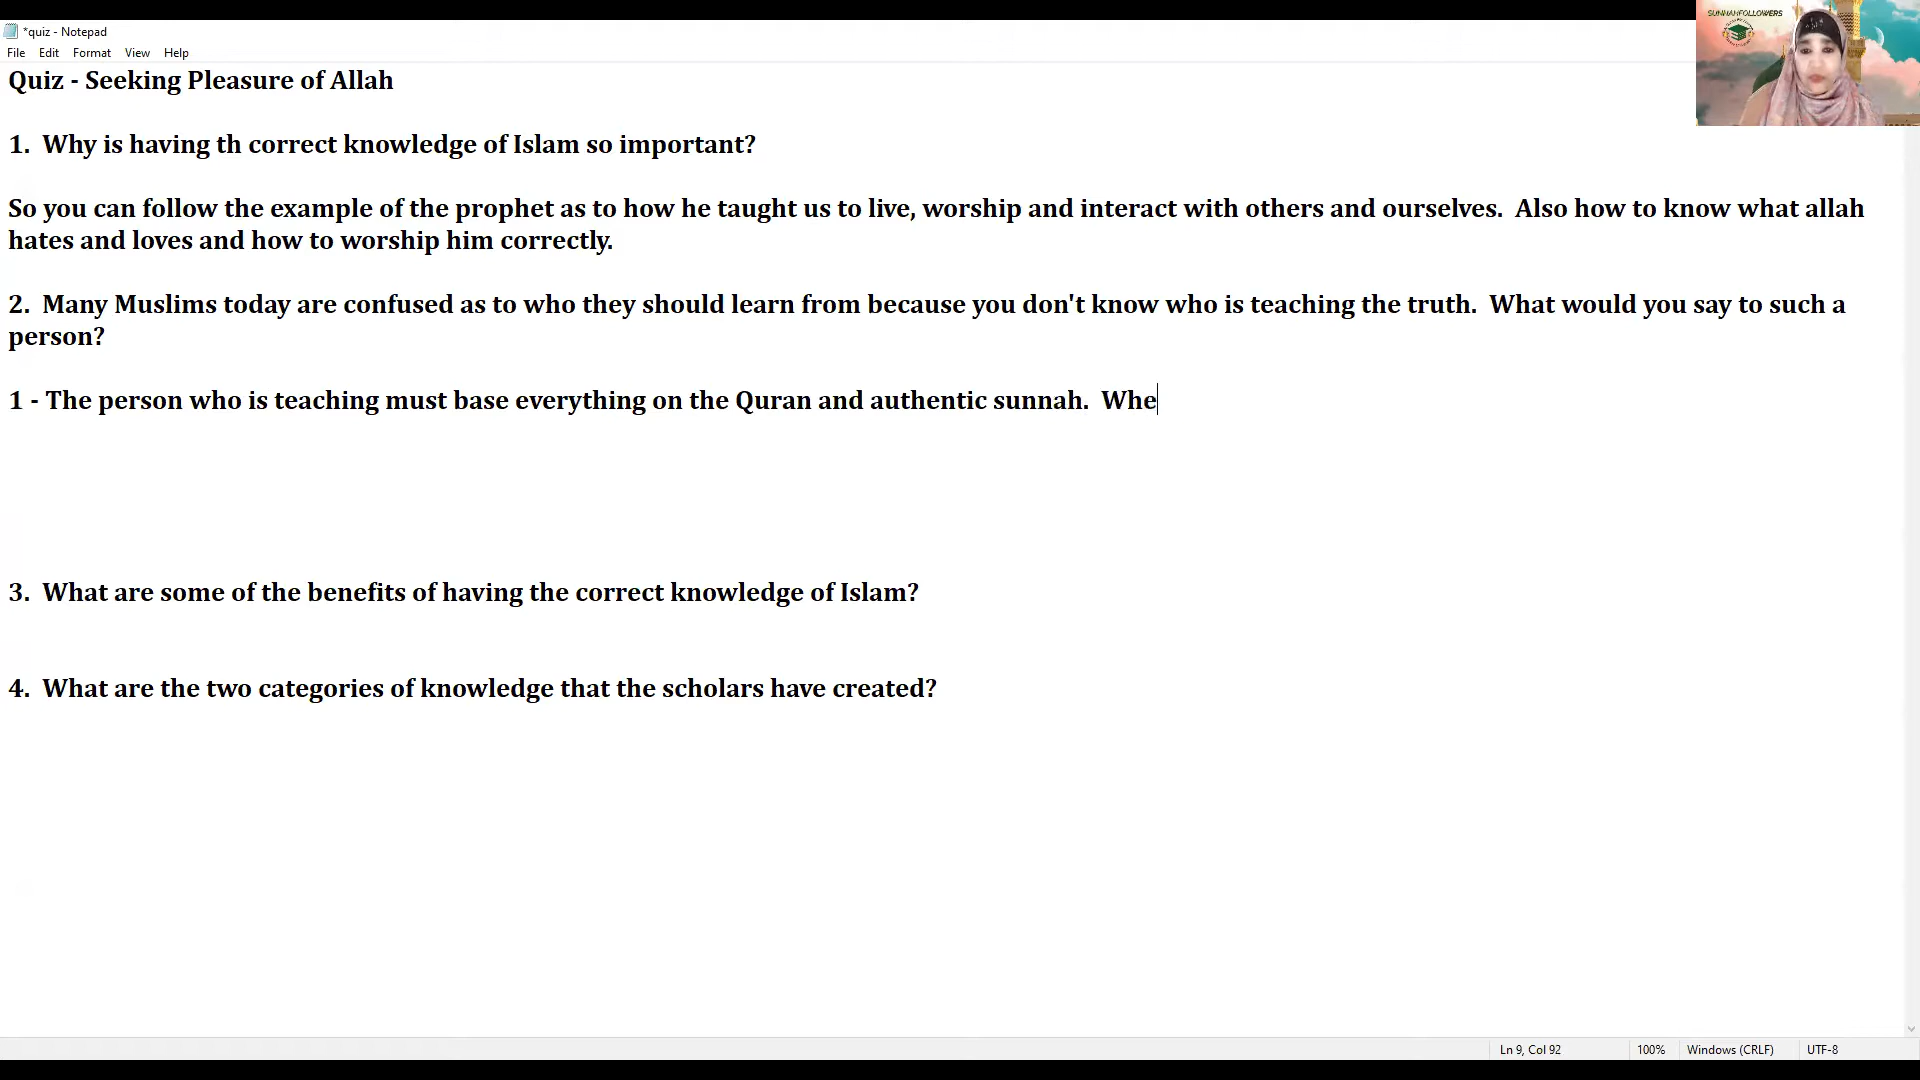 *quiz - Notepad
File Edit Format View Help
SUNNAHFOLLOWERS
Quiz - Seeking Pleasure of Allah
1.  Why is having th correct knowledge of Islam so important?
So you can follow the example of the prophet as to how he taught us to live, worship and interact with others and ourselves.  Also how to know what allah
hates and loves and how to worship him correctly.
2.  Many Muslims today are confused as to who they should learn from because you don't know who is teaching the truth.  What would you say to such a
person?
1 - The person who is teaching must base everything on the Quran and authentic sunnah.  Whe
3.  What are some of the benefits of having the correct knowledge of Islam?
4.  What are the two categories of knowledge that the scholars have created?
Ln 9, Col 92 100% Windows (CRLF) UTF-8